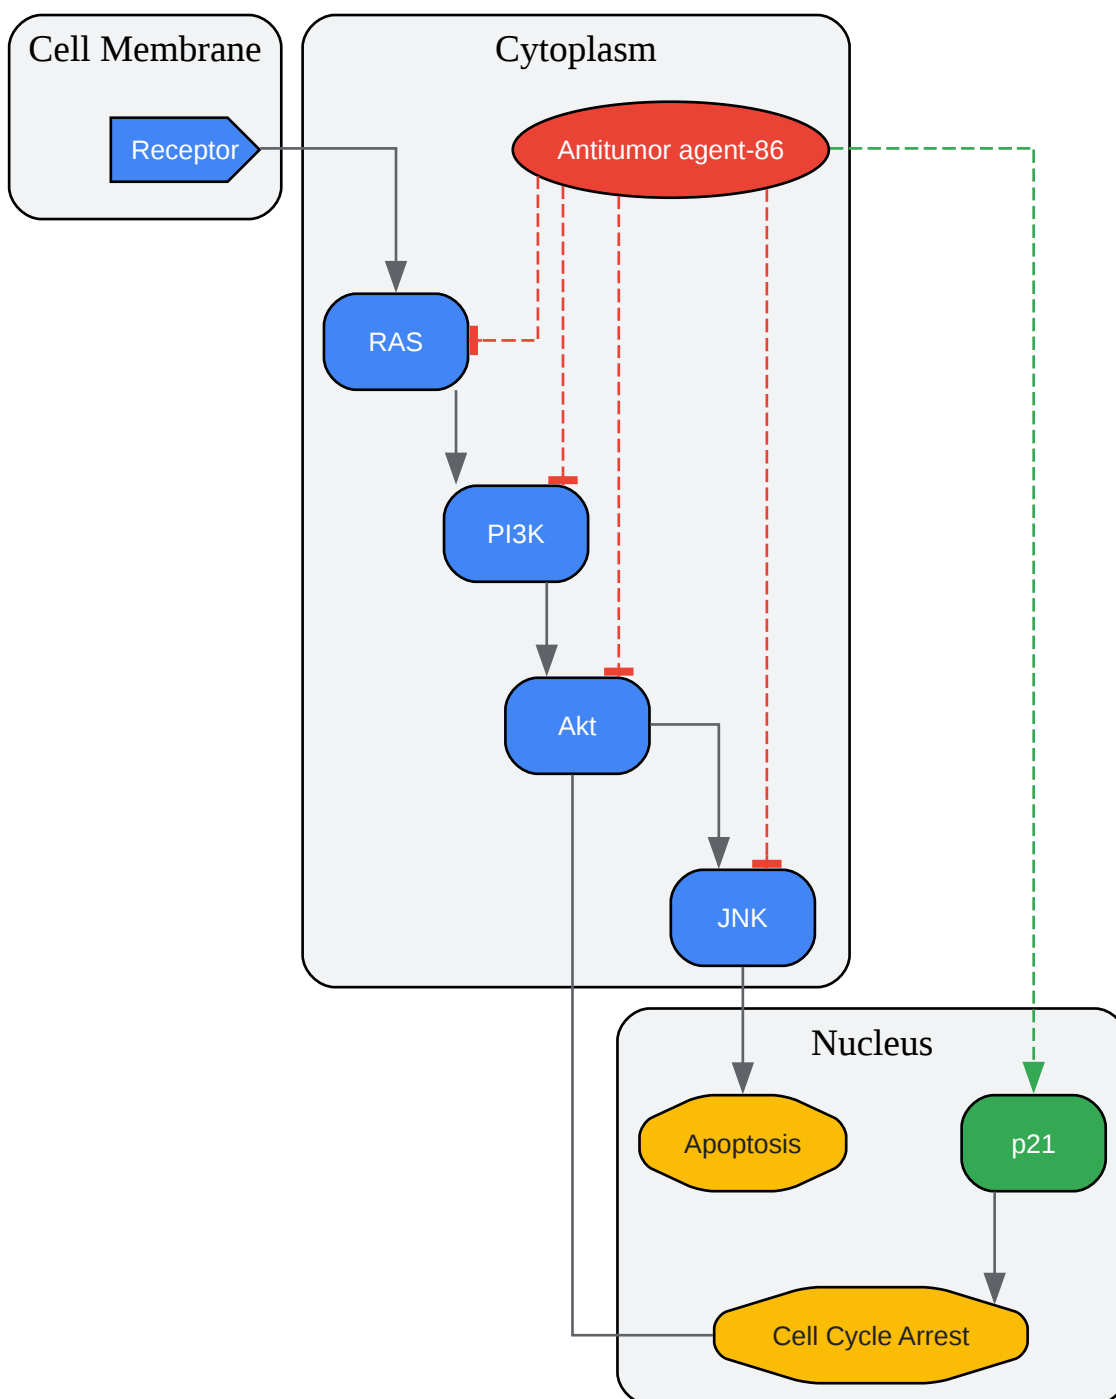 Cell Membrane
Cytoplasm
Receptor
Antitumor agent-86
RAS
PI3K
Akt
JNK
Nucleus
Apoptosis
p21
Cell Cycle Arrest